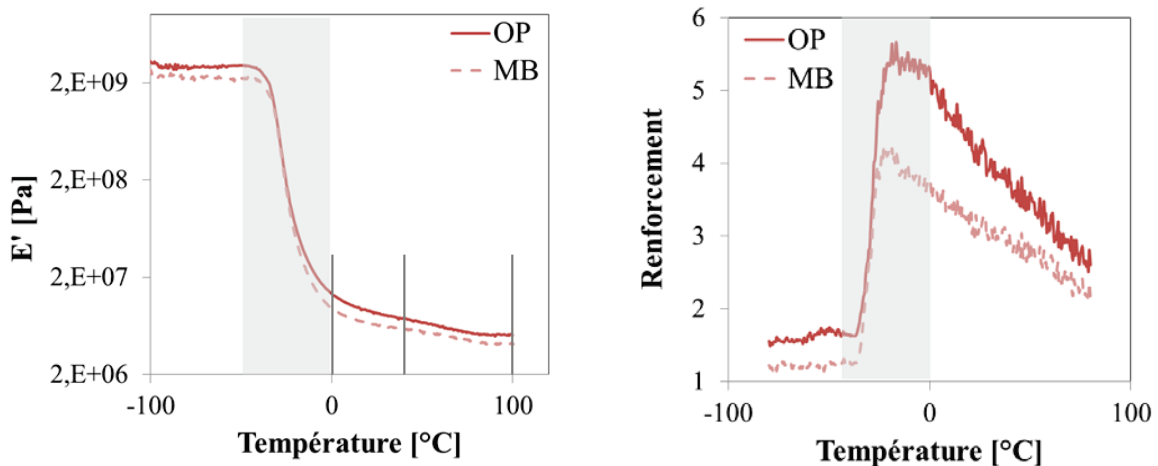 2,E+09
2,E+08
2,E+07
2,E+06
E' [Pa]
OP
MB
-100
0
100
Température [°C]
6
5
4
3
2
1
Renforcement
OP
MB
-100
0
100
Température [°C]